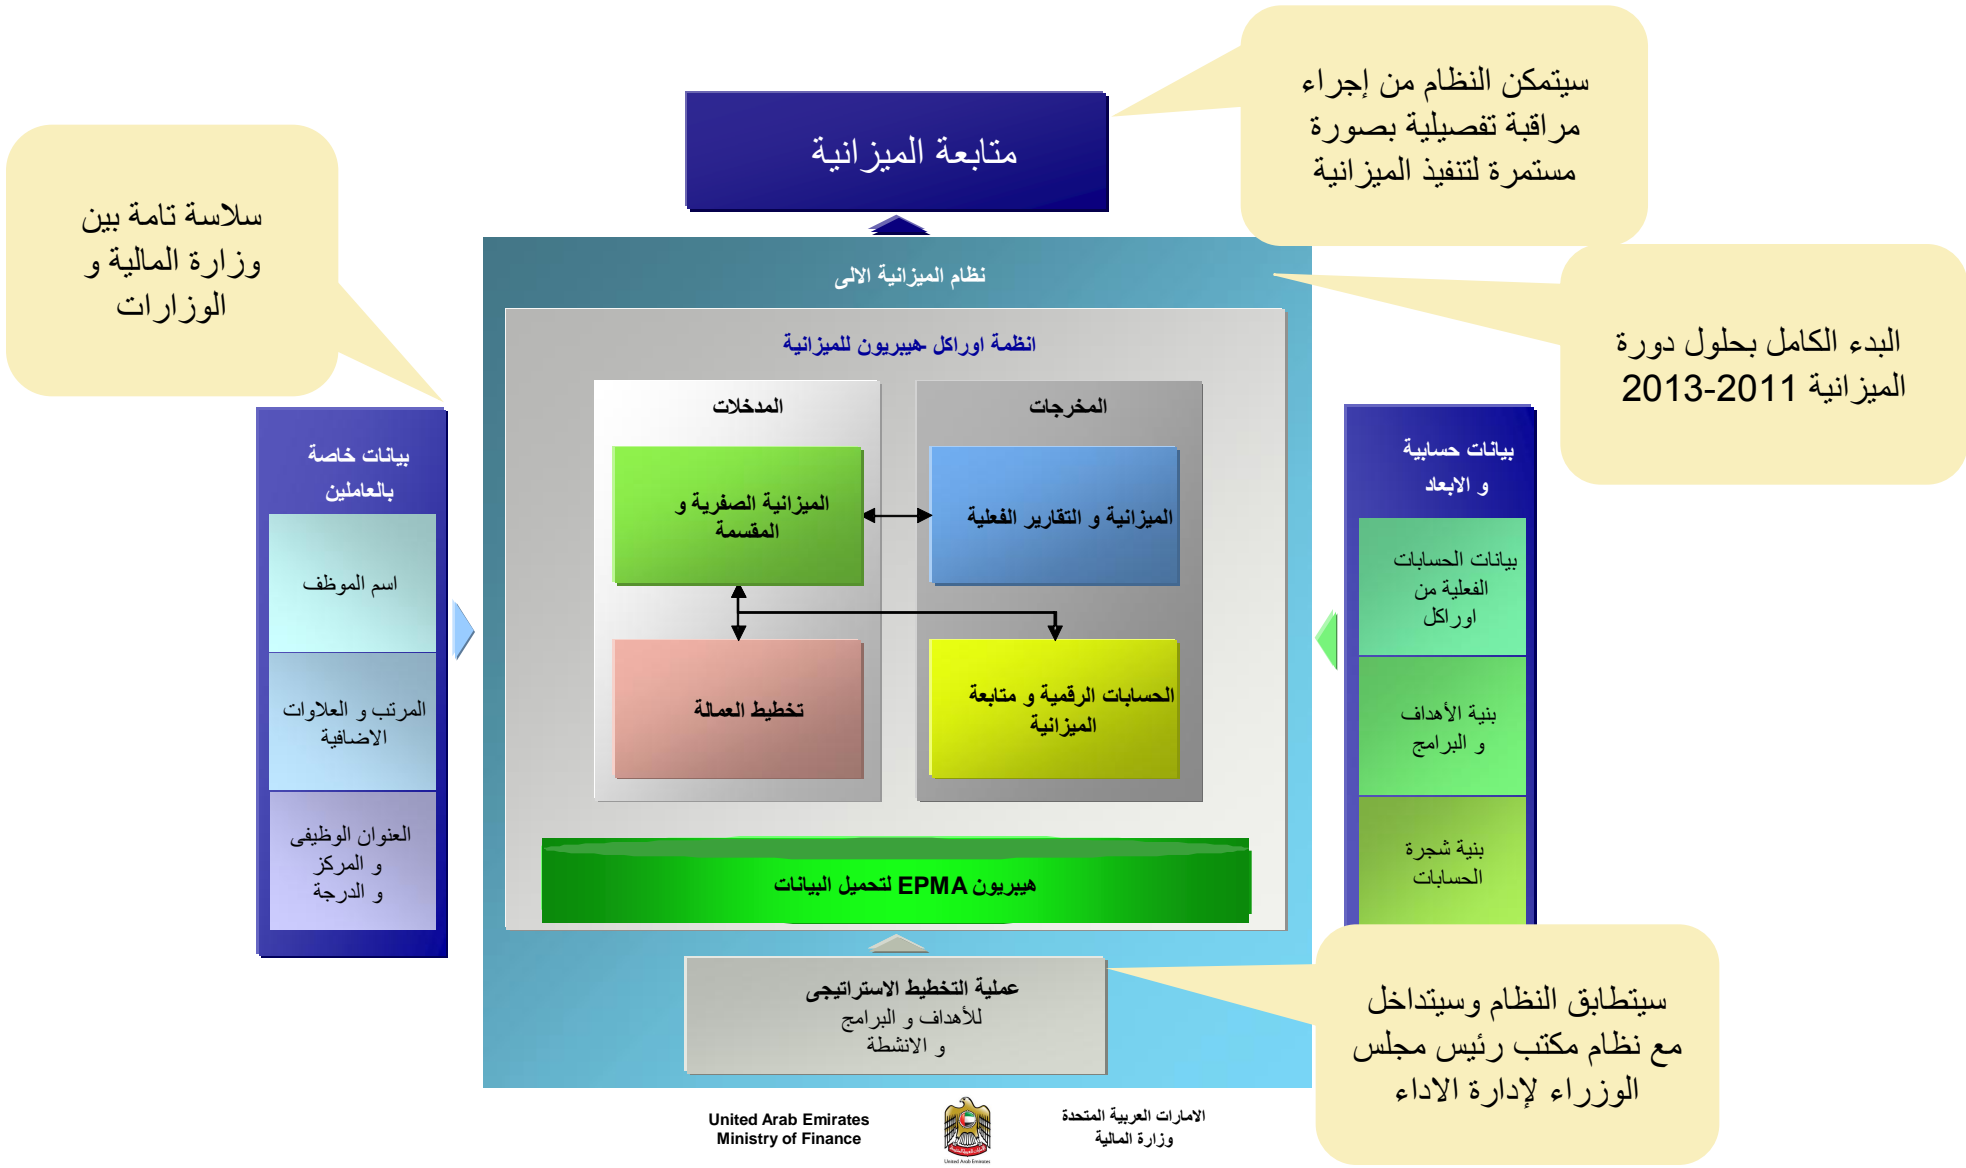 سيتمكن النظام من إجراء
مراقبة تفصيلية بصورة
مستمرة لتنفيذ الميزانية
متابعة الميزانية
سلاسة تامة بين
وزارة المالية و
الوزارات
نظام الميزانية الالى
البدء الكامل بحلول دورة
الميزانية 2011-2013
انظمة اوراكل -هيبريون للميزانية
المخرجات
المدخلات
الميزانية و التقارير الفعلية
الميزانية الصفرية و
المقسمة
الحسابات الرقمية و متابعة
الميزانية
تخطيط العمالة
هيبريون EPMA لتحميل البيانات
بيانات حسابية
و الابعاد
بيانات الحسابات
الفعلية من
اوراكل
بنية الأهداف
و البرامج
بنية شجرة
الحسابات
بيانات خاصة
بالعاملين
اسم الموظف
المرتب و العلاوات
الاضافية
العنوان الوظيفى
و المركز
و الدرجة
عملية التخطيط الاستراتيجى
للأهداف و البرامج
و الانشطة
سيتطابق النظام وسيتداخل
مع نظام مكتب رئيس مجلس
الوزراء لإدارة الاداء
الامارات العربية المتحدة
وزارة المالية
United Arab Emirates
Ministry of Finance
United Arab Emirates